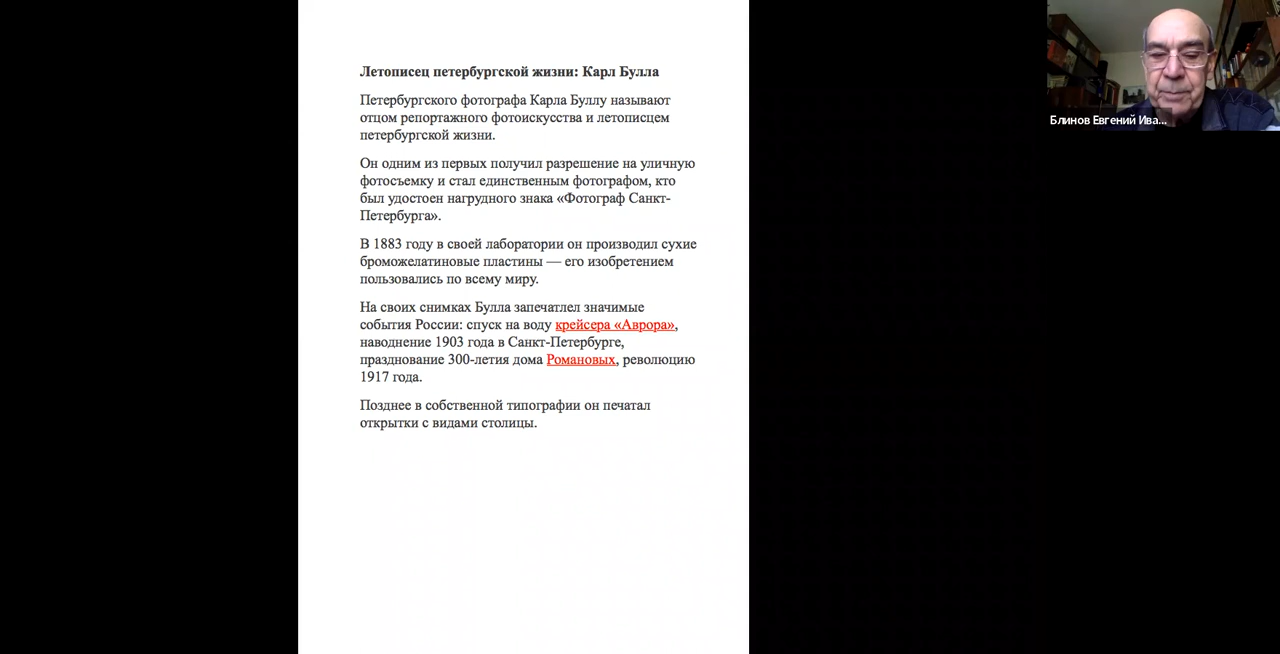 Летописец петербургской жизни: Карл Булла
Петербургского фотографа Карла Буллу называют
отцом репортажного фотоискусства и летописцем
петербургской жизни.
Он одним из первых получил разрешение на уличную
фотосъемку и стал единственным фотографом, кто
был удостоен нагрудного знака «Фотограф Санкт-
Петербурга».
В 1883 году в своей лаборатории он производил сухие
броможелатиновые пластины — его изобретением
пользовались по всему миру.
На своих снимках Булла запечатлел значимые
события России: спуск на воду крейсера «Аврора»,
наводнение 1903 года в Санкт-Петербурге,
празднование 300-летия дома Романовых, революцию
1917 года.
Позднее в собственной типографии он печатал
открытки с видами столицы.
Блинов Евгений Ива...